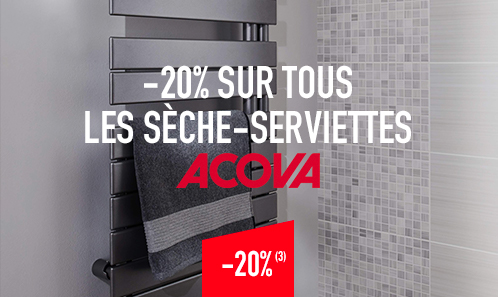 -20% SUR TOUS
LES SÈCHE-SERVIETTES
ACOVA
-20% (3)